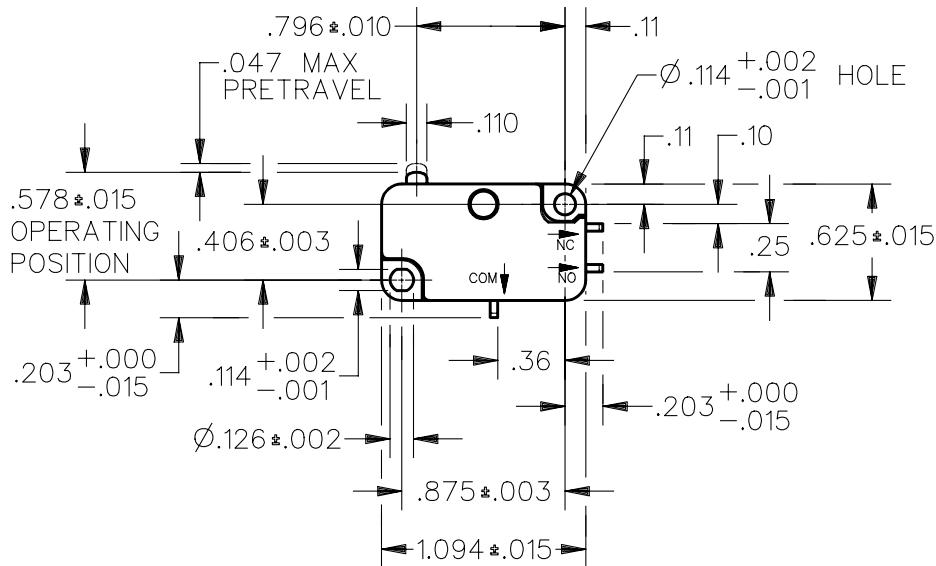 .796±.010
.11
.047 MAX
PRETRAVEL
Ø.114 +.002 -.001 HOLE
.110
.11
.10
.578±.015
OPERATING
POSITION
.406±.003
NC
.25
.625±.015
COM
NO
.203 +.000 -.015
.114 +.002 -.001
.36
.203 +.000 -.015
Ø.126±.002
.875±.003
1.094±.015